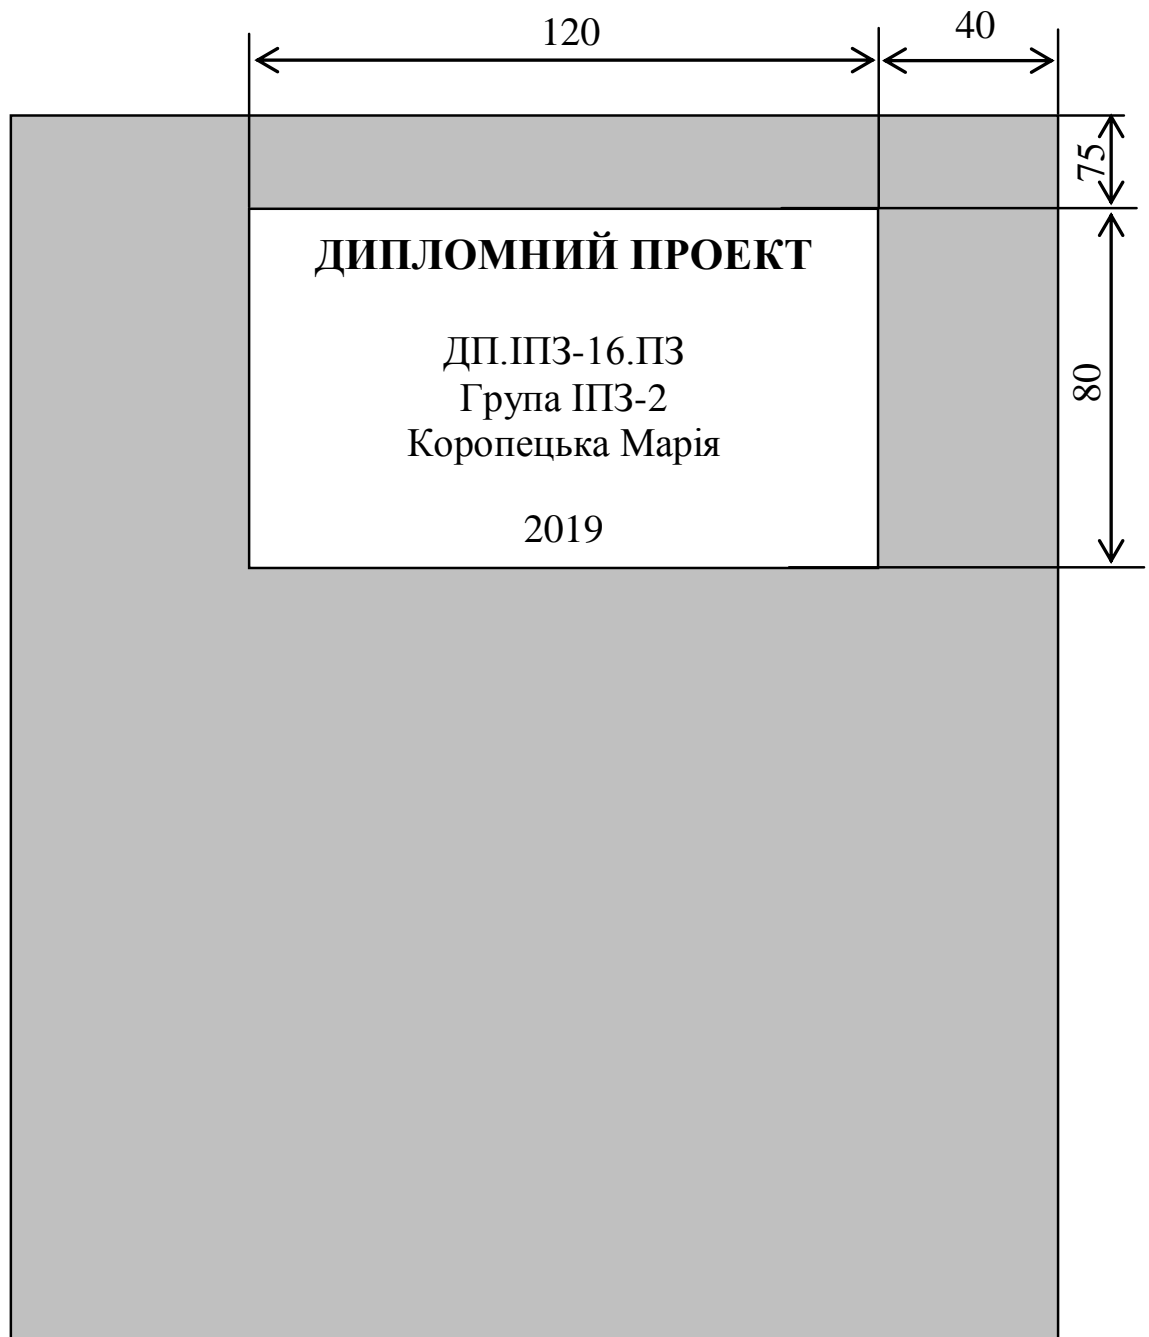 120
40
75
ДИПЛОМНИЙ ПРОЕКТ
ДП.ІПЗ-16.ПЗ
Група ІПЗ-2
Коропецька Марія
2019
80